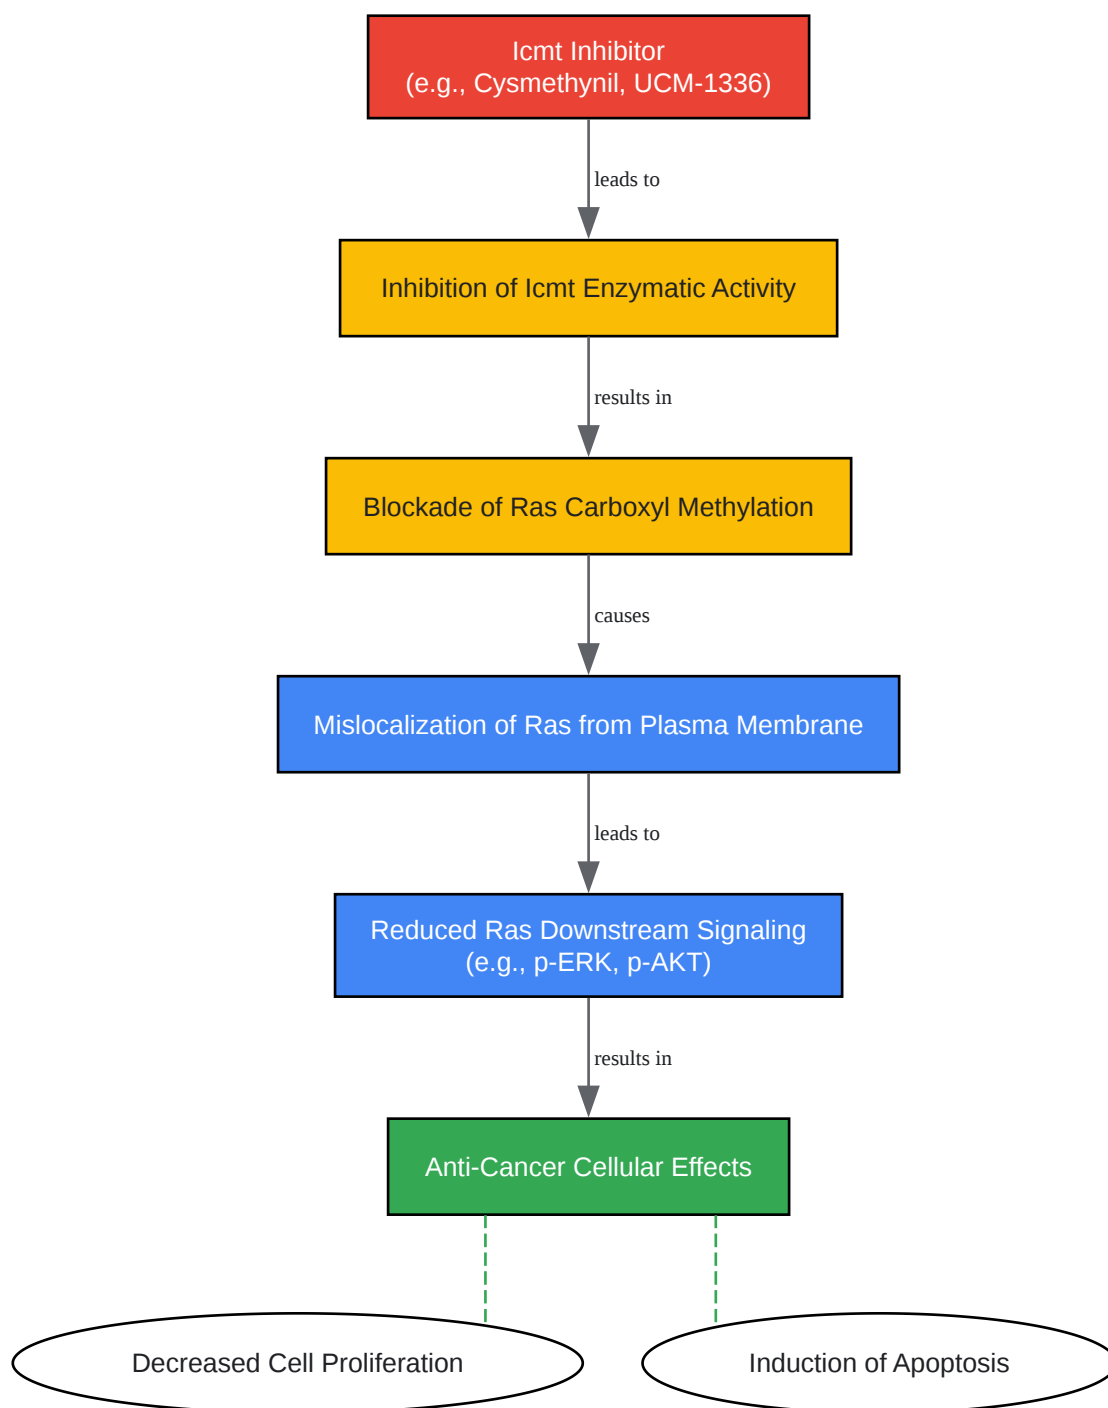 Icmt Inhibitor
(e.g., Cysmethynil, UCM-1336)
leads to
Inhibition of Icmt Enzymatic Activity
results in
Blockade of Ras Carboxyl Methylation
causes
Mislocalization of Ras from Plasma Membrane
leads to
Reduced Ras Downstream Signaling
(e.g., p-ERK, p-AKT)
results in
Anti-Cancer Cellular Effects
Decreased Cell Proliferation
Induction of Apoptosis